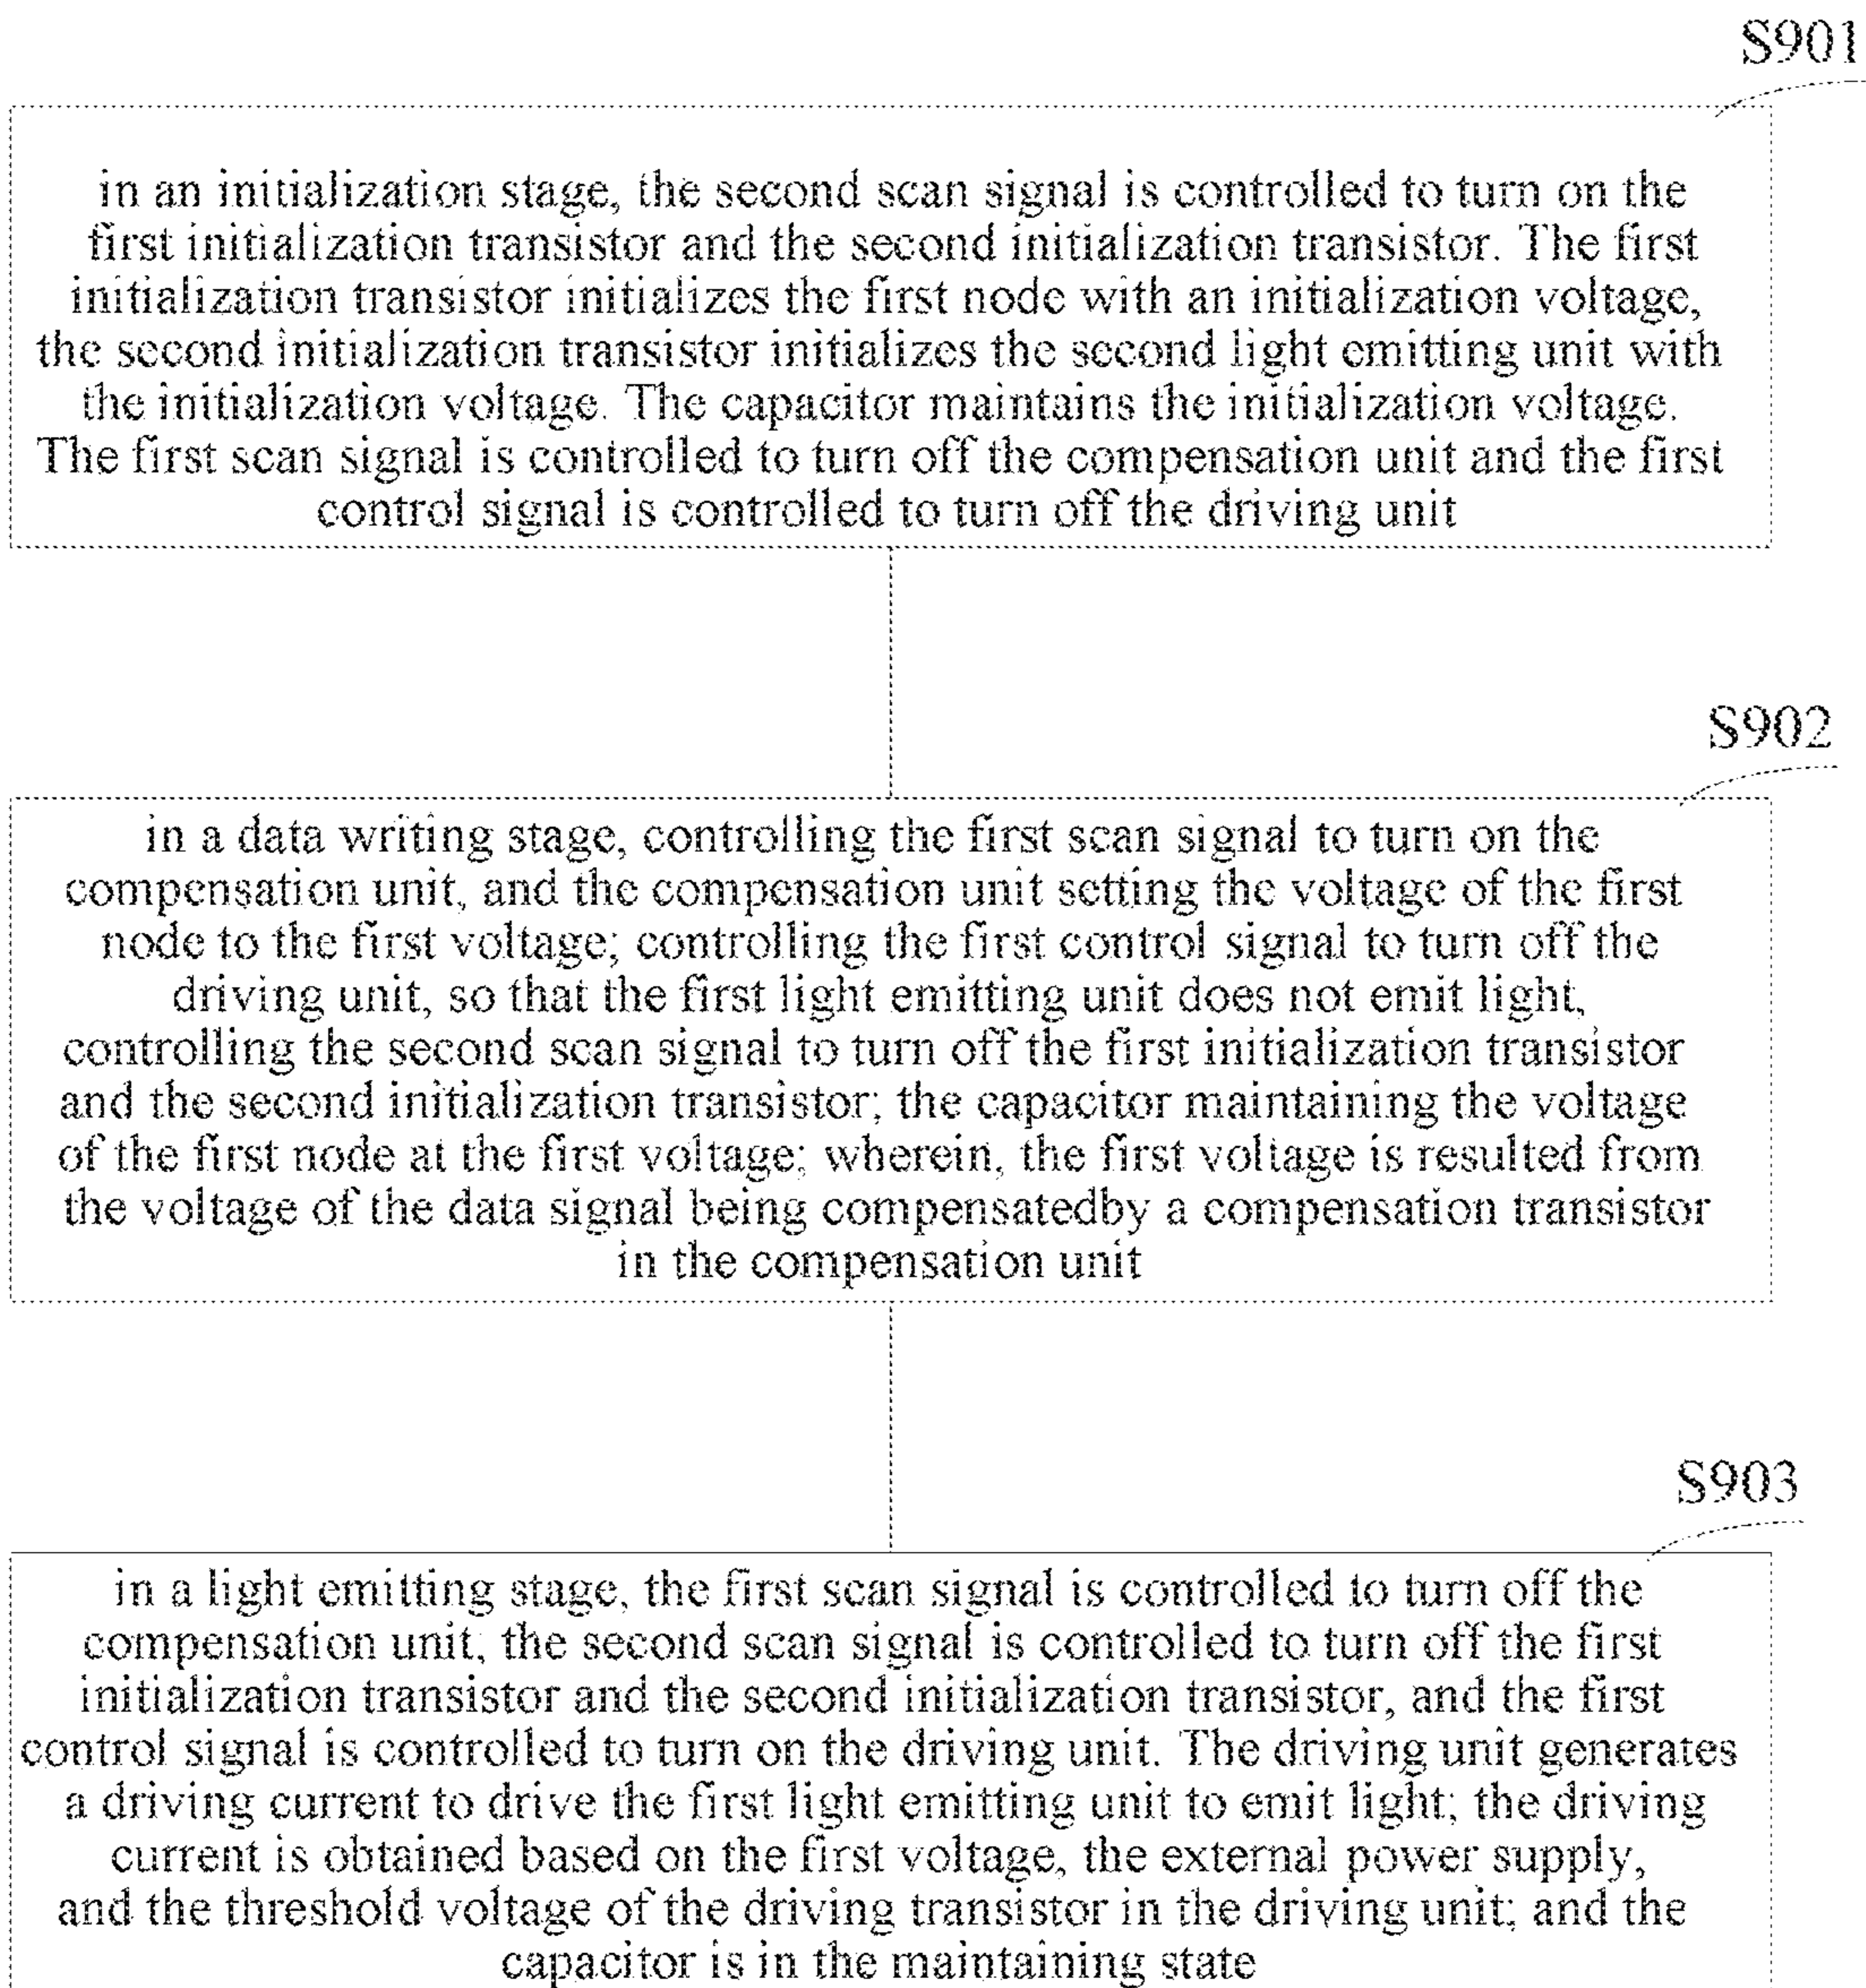 S901
in an initialization stage, the second scan signal is controlled to turn on the
first initialization transistor and the second initialization transistor. The first
initialization transistor initializes the first node with an initialization voltage,
the second initialization transistor initializes the second light emitting unit with
the initialization voltage. The capacitor maintains the initialization voltage.
The first scan signal is controlled to turn off the compensation unit and the first
control signal is controlled to turn off the driving unit
S902
in a data writing stage, controlling the first scan signal to turn on the
compensation unit, and the compensation unit setting the voltage of the first
node to the first voltage; controlling the first control signal to turn off the
driving unit, so that the first light emitting unit does not emit light,
controlling the second scan signal to turn off the first initialization transistor
and the second initialization transistor; the capacitor maintaining the voltage
of the first node at the first voltage; wherein, the first voltage is resulted from
the voltage of the data signal being compensatedby a compensation transistor
in the compensation unit
S903
in a light emitting stage, the first scan signal is controlled to turn off the
compensation unit, the second scan signal is controlled to turn off the first
initialization transistor and the second initialization transistor, and the first
control signal is controlled to turn on the driving unit. The driving unit generates
a driving current to drive the first light emitting unit to emit light; the driving
current is obtained based on the first voltage, the external power supply,
and the threshold voltage of the driving transistor in the driving unit; and the
capacitor is in the maintaining state